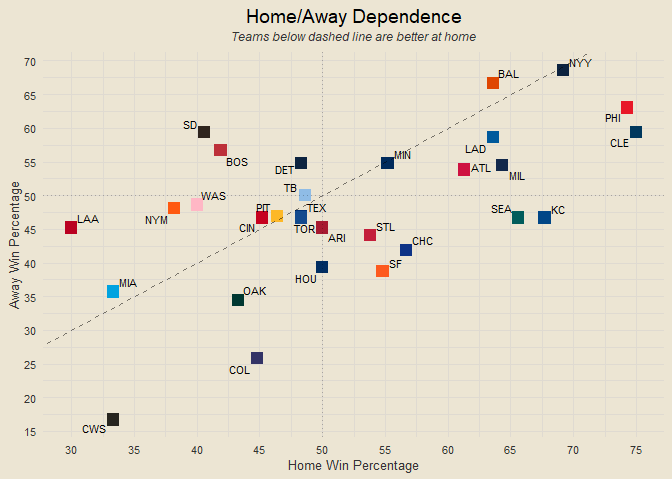 Home/Away Dependence
Teams below dashed line are better at home
Away Win Percentage
70
65
60
55
50
45
40
35
30
25
20
15
NYY
BAL
PHI
SD
CLE
LAD
BOS
MIN
DET
ATL
MIL
TB
WAS
PIT
TEX
SEA
KC
LAA
NYM
CIN
TOR
STL
ARI
CHC
SF
HOU
MIA
OAK
COL
CWS
30
35
40
45
50
55
60
65
70
75
Home Win Percentage